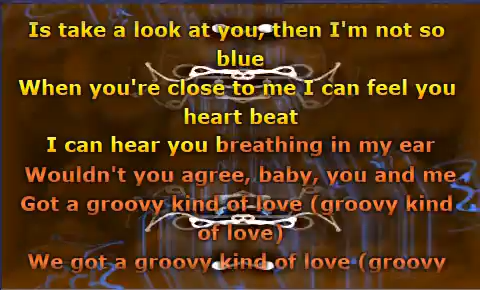 Is take a look at you, then I'm not so
blue
When you're close to me I can feel you
heart beat
I can hear you breathing in my ear
Wouldn't you agree, baby, you and me
Got a groovy kind of love (groovy kind
of love)
We got a groovy kind of love (groovy